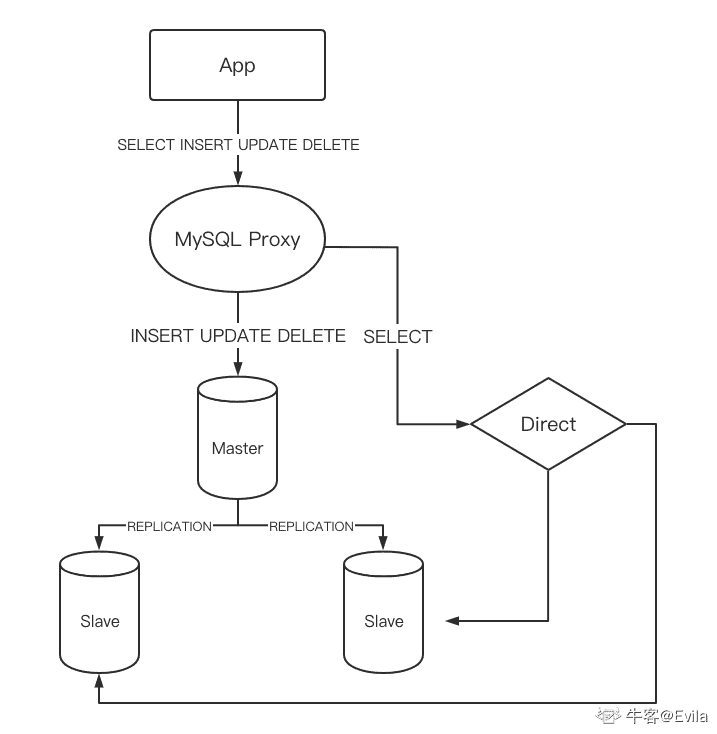 App
SELECT INSERT UPDATE DELETE
MySQL Proxy
INSERT UPDATE DELETE
SELECT
Direct
Master
REPLICATION
REPLICATION
Slave
Slave
牛客@Evila